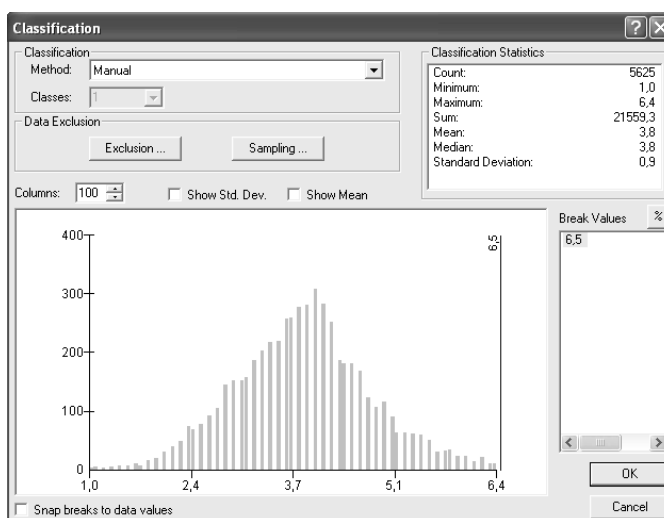 Classification
Classification
Method: Manual
Classes: 1
Data Exclusion
Exclusion ...
Sampling ...
Classification Statistics
Count: 5625
Minimum: 1,0
Maximum: 6,4
Sum: 21559,3
Mean: 3,8
Median: 3,8
Standard Deviation: 0,9
Columns: 100
Show Std. Dev.
Show Mean
Break Values
%
6,5
400
300
200
100
0
6,5
1,0 2,4 3,7 5,1 6,4
Snap breaks to data values
OK
Cancel